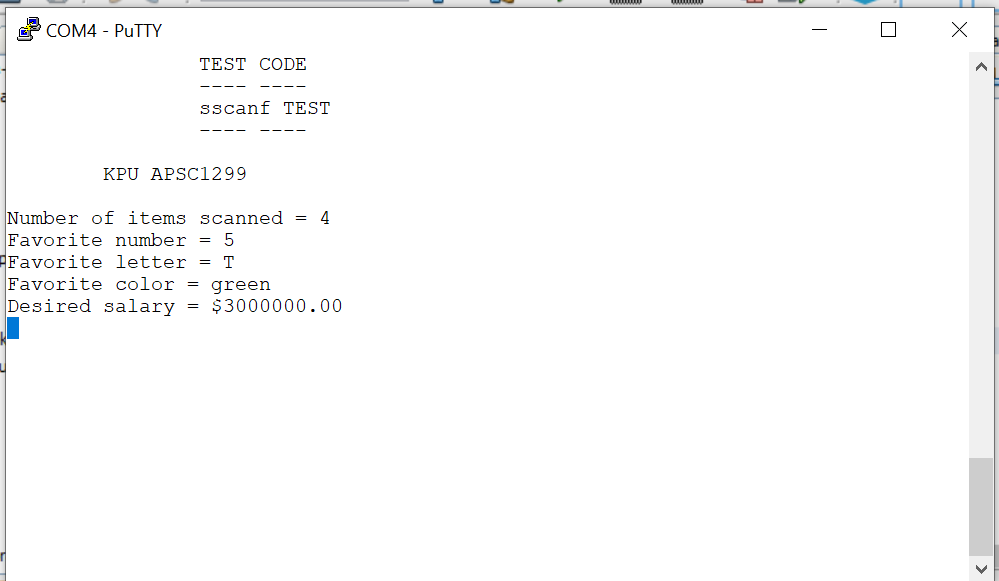 COM4 - PuTTY
TEST CODE
---- ----
sscanf TEST
---- ----
KPU APSC1299
Number of items scanned = 4
Favorite number = 5
Favorite letter = T
Favorite color = green
Desired salary = $3000000.00